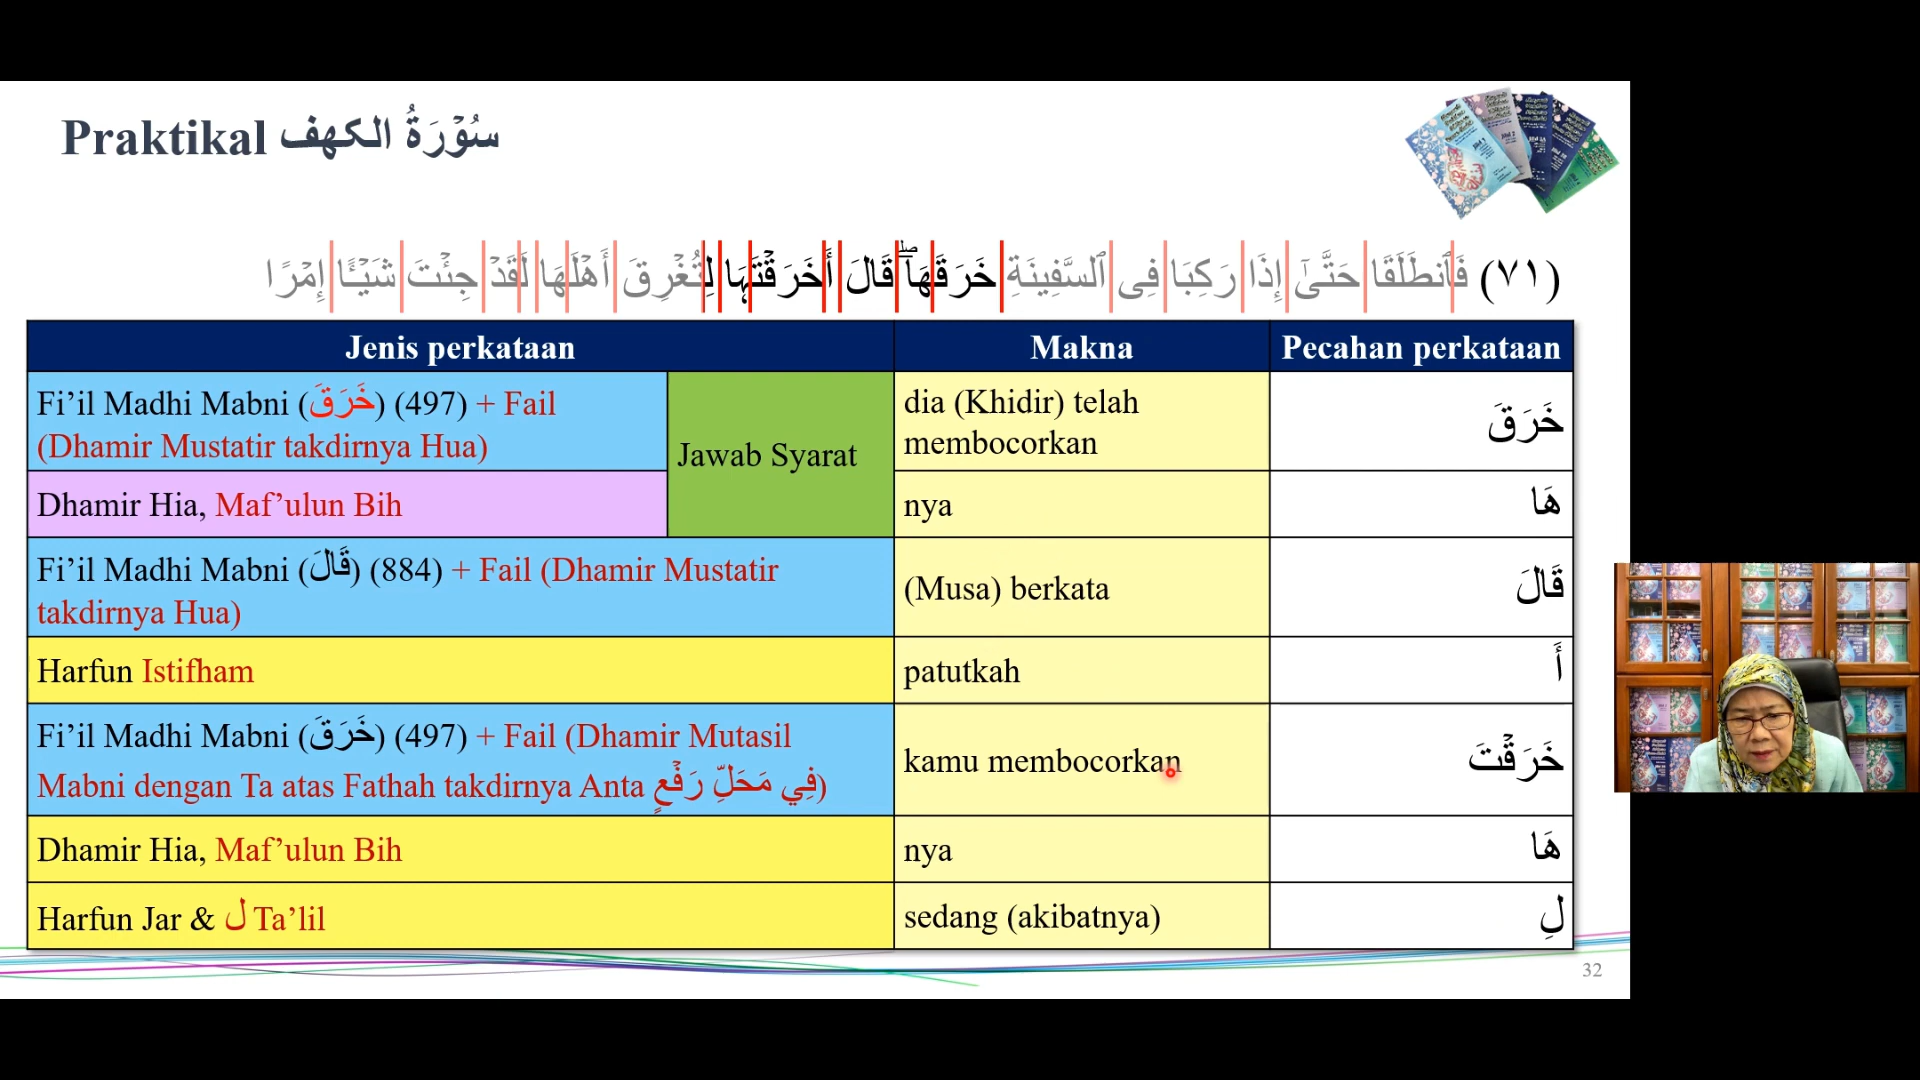 Praktikal سُوْرَةُ الكهف
(٧١) فَٱنطَلَقَا حَتَّىٰٓ إِذَا رَكِبَا فِى ٱلسَّفِينَةِ خَرَقَهَا ۖ قَالَ أَخَرَقْتَهَا لِتُغْرِقَ أَهْلَهَا لَقَدْ جِئْتَ شَيْـًٔا إِمْرًا
Jenis perkataan Makna Pecahan perkataan
Fi’il Madhi Mabni (خَرَقَ) (497) + Fail
(Dhamir Mustatir takdirnya Hua)
Jawab Syarat
dia (Khidir) telah
membocorkan
خَرَقَ
Dhamir Hia, Maf’ulun Bih
nya
هَا
Fi’il Madhi Mabni (قَالَ) (884) + Fail (Dhamir Mustatir
takdirnya Hua)
(Musa) berkata
قَالَ
Harfun Istifham
patutkah
أَ
Fi’il Madhi Mabni (خَرَقَ) (497) + Fail (Dhamir Mutasil
Mabni dengan Ta atas Fathah takdirnya Anta فِي مَحَلِّ رَفْعٍ)
kamu membocorkan
خَرَقْتَ
Dhamir Hia, Maf’ulun Bih
nya
هَا
Harfun Jar & ل Ta’lil
sedang (akibatnya)
لِ
32